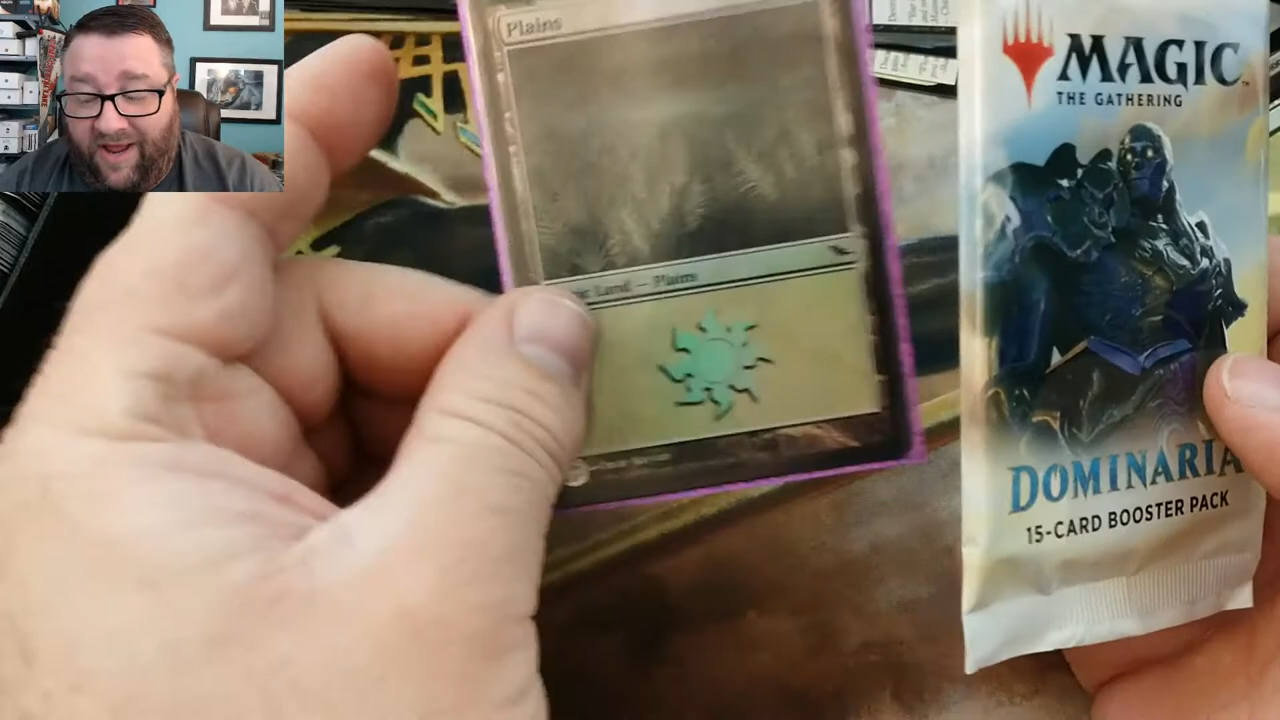 Plains
Land – Plains
MAGIC
THE GATHERING
DOMINARIA
15-CARD BOOSTER PACK